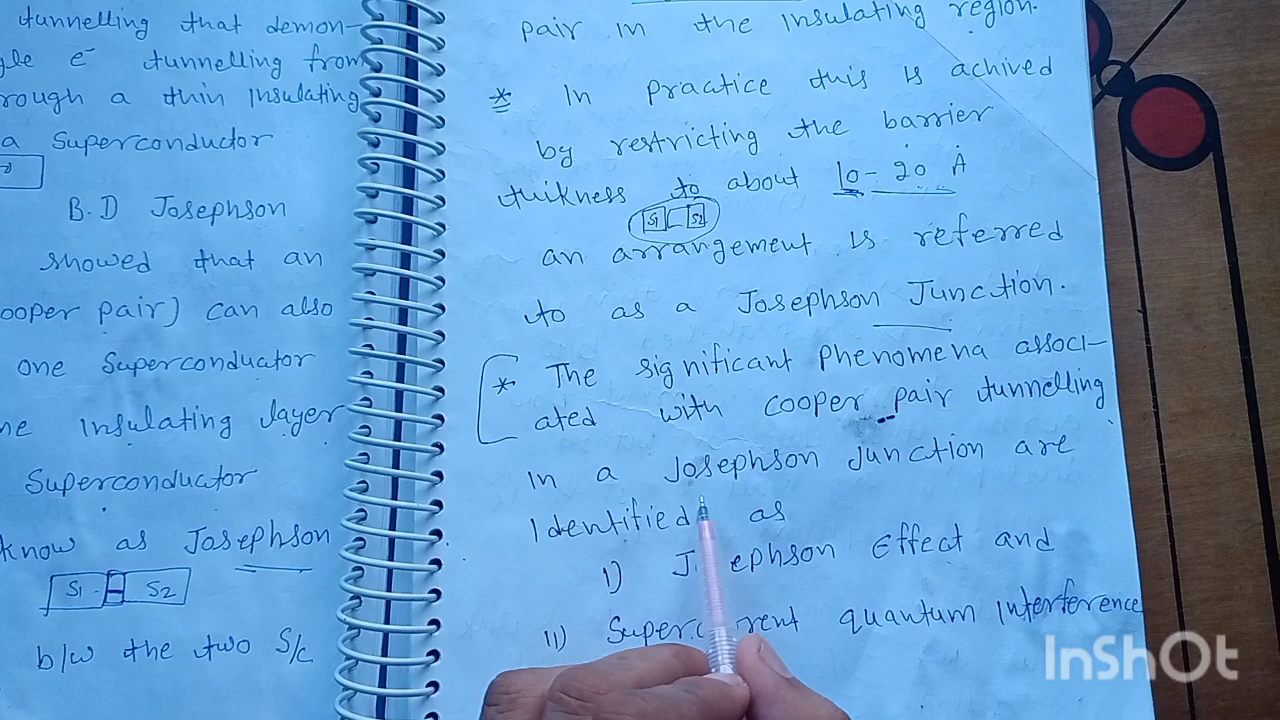 tunnelling that demon-
gle e⁻ tunnelling from
rough a thin Insulating
a Superconductor
B.D Josephson
showed that an
ooper pair) can also
one Superconductor
ne insulating layer
Superconductor
know as Josephson
S1 S2
b/w the two S/c
pair in the Insulating region.
* In practice this is achived
by restricting the barrier
thikness to about 10-20 Å
S1 S2
an arrangement is referred
to as a Josephson Junction.
* The significant phenomena associ-
ated with cooper pair tunnelling
in a Josephson junction are
Identified as
i) J ephson Effect and
ii) Superc rent quantum Interference
InShOt